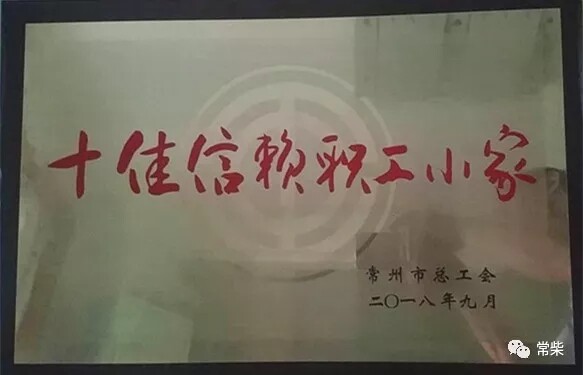 十佳信赖职工小家
常州市总工会
二〇一八年九月
常柴